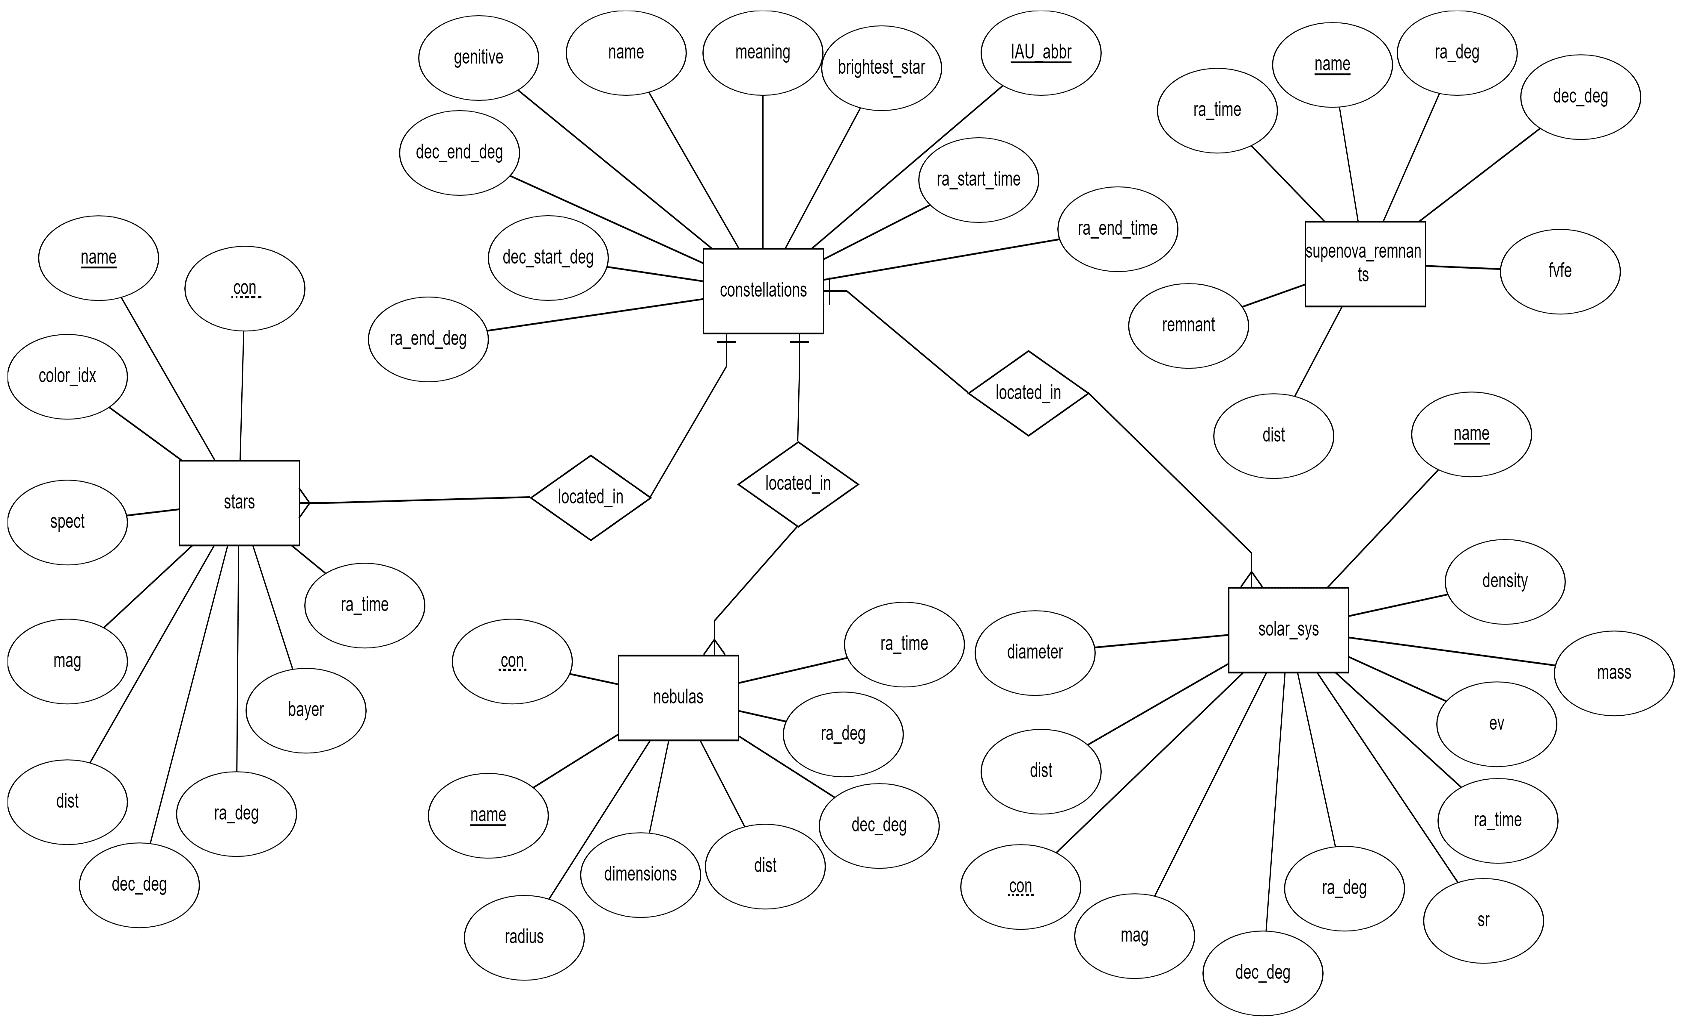 genitive
name
meaning
brightest_star
IAU_abbr
dec_end_deg
ra_start_time
ra_end_time
dec_start_deg
constellations
ra_end_deg
ra_time
name
ra_deg
dec_deg
supenova_remnan
ts
fvfe
remnant
dist
name
con
color_idx
stars
spect
mag
ra_time
bayer
dist
ra_deg
dec_deg
located_in
located_in
located_in
con
ra_time
nebulas
ra_deg
name
dec_deg
dimensions
dist
radius
name
density
solar_sys
diameter
mass
ev
dist
ra_time
con
ra_deg
mag
sr
dec_deg